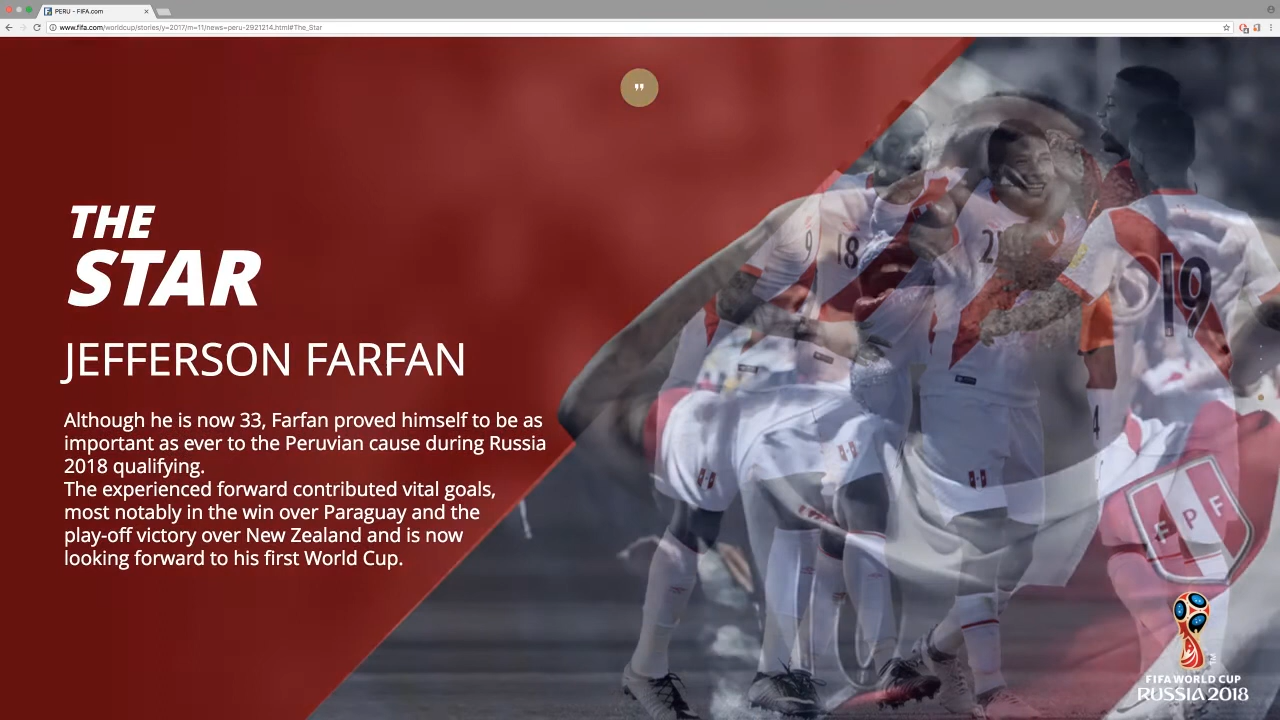 PERU - FIFA.com
www.fifa.com/worldcup/stories/y=2017/m=11/news=peru-2921214.html#The_Star
THE
STAR
JEFFERSON FARFAN
Although he is now 33, Farfan proved himself to be as
important as ever to the Peruvian cause during Russia
2018 qualifying.
The experienced forward contributed vital goals,
most notably in the win over Paraguay and the
play-off victory over New Zealand and is now
looking forward to his first World Cup.
9
18
21
19
4
FPF
FIFA WORLD CUP
RUSSIA 2018
TM